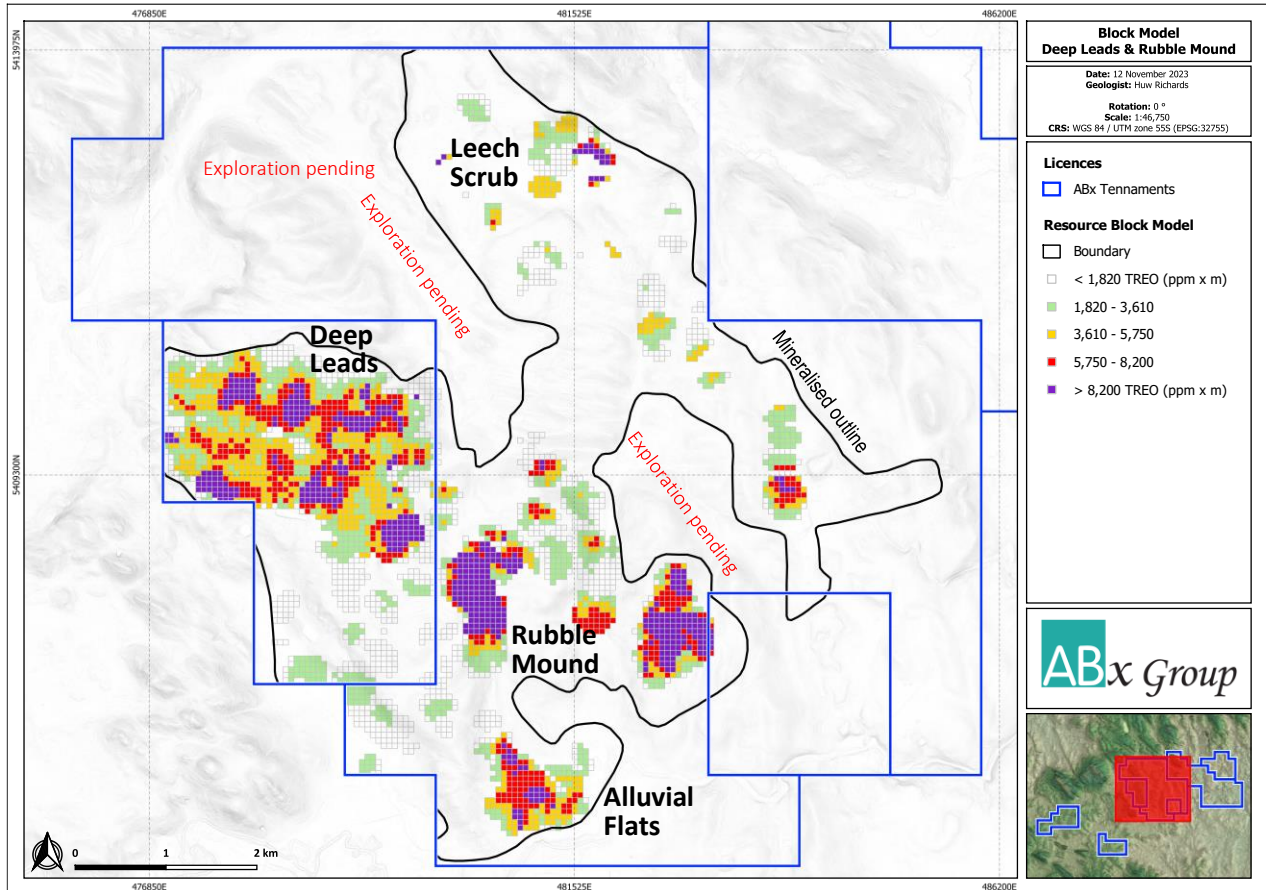 476850E
481525E
486200E
5413975N
5409300N
Leech
Scrub
Exploration pending
Exploration pending
Deep
Leads
Mineralised outline
Exploration pending
Rubble
Mound
Alluvial
Flats
0 1 2 km
476850E
481525E
486200E
Block Model
Deep Leads & Rubble Mound
Date: 12 November 2023
Geologist: Huw Richards
Rotation: 0 °
Scale: 1:46,750
CRS: WGS 84 / UTM zone 55S (EPSG:32755)
Licences
ABx Tennaments
Resource Block Model
Boundary
< 1,820 TREO (ppm x m)
1,820 - 3,610
3,610 - 5,750
5,750 - 8,200
> 8,200 TREO (ppm x m)
ABx Group